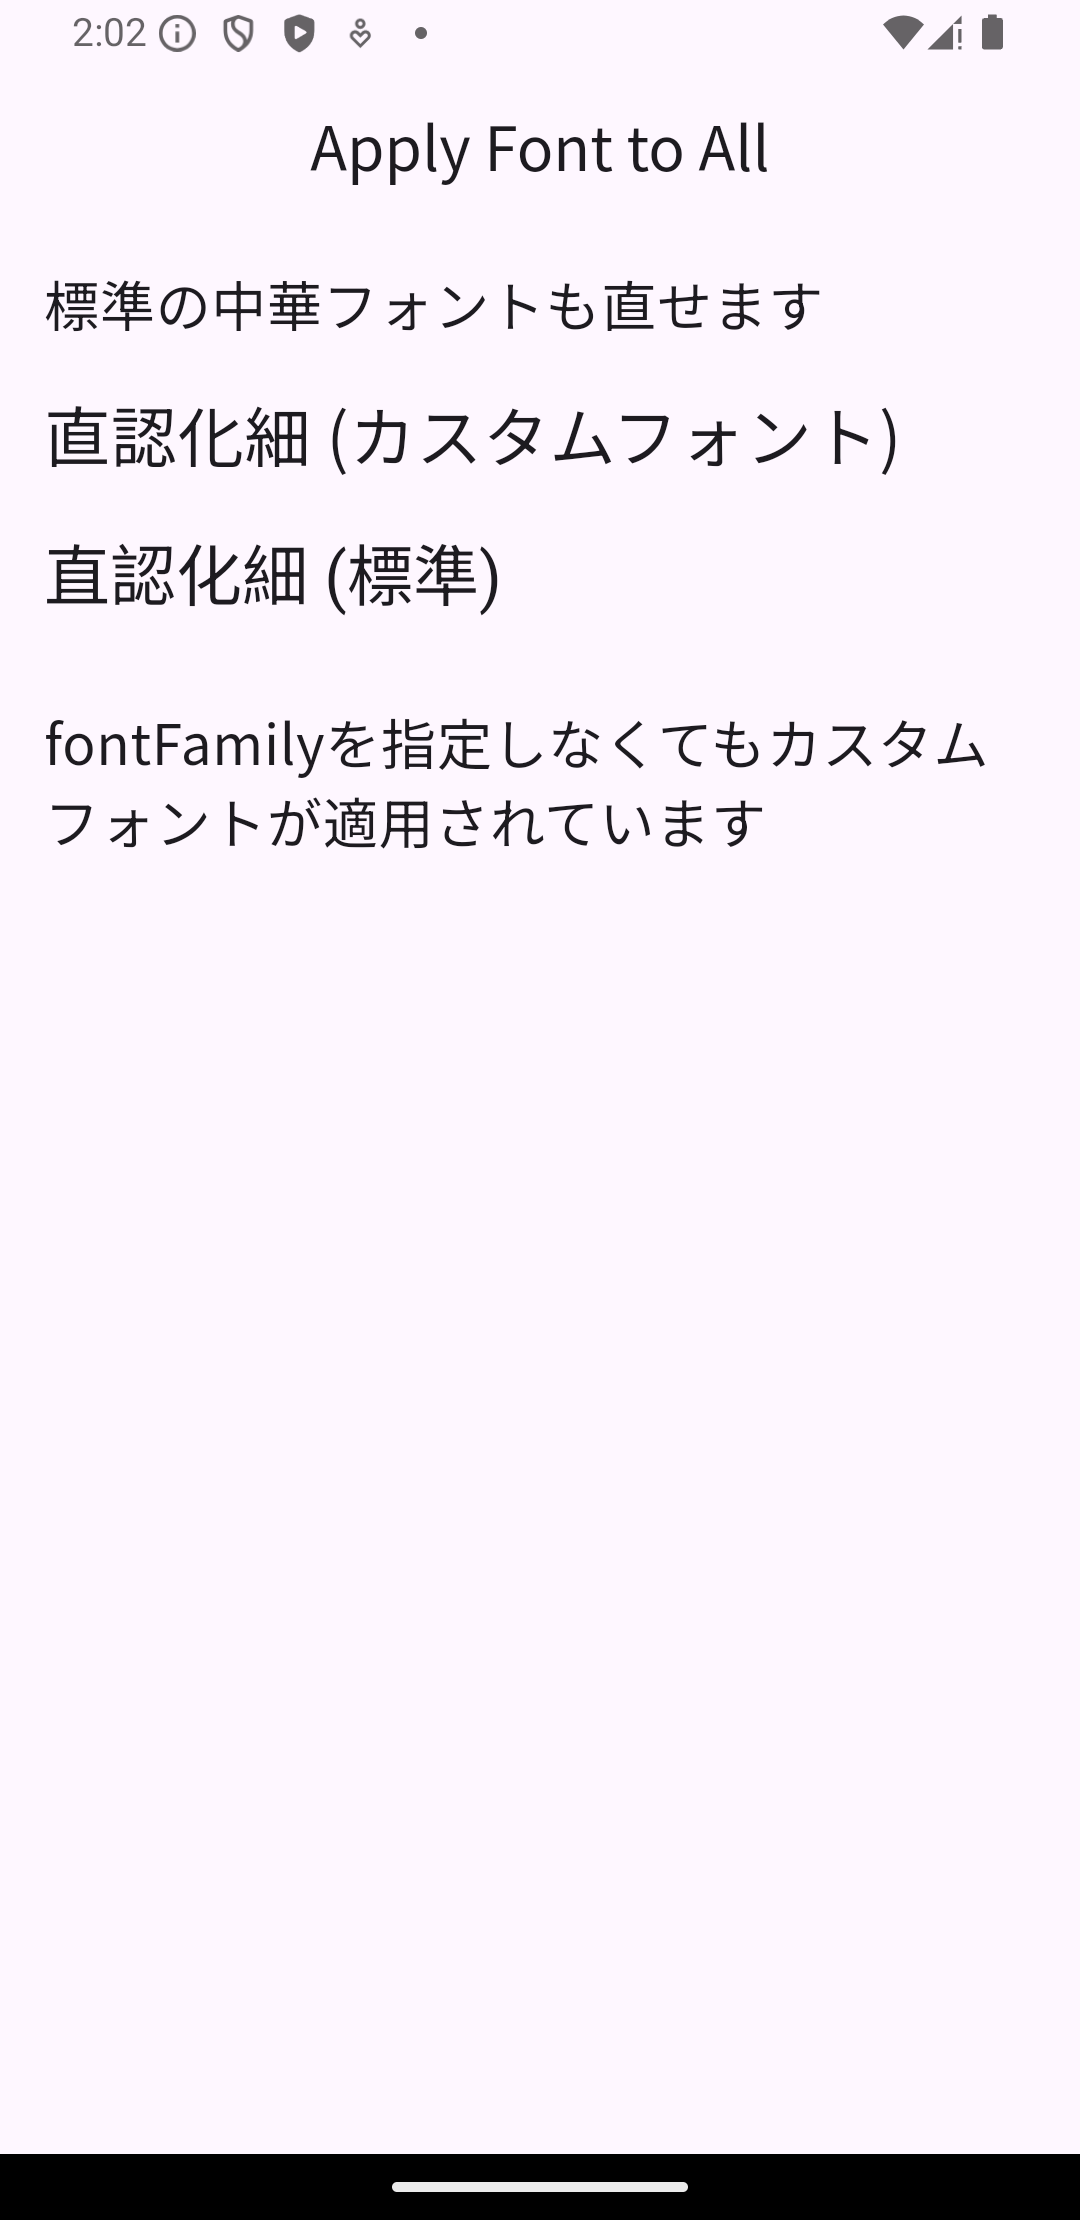 2:02
Apply Font to All
標準の中華フォントも直せます
直認化細 (カスタムフォント)
直認化細 (標準)
fontFamilyを指定しなくてもカスタム
フォントが適用されています